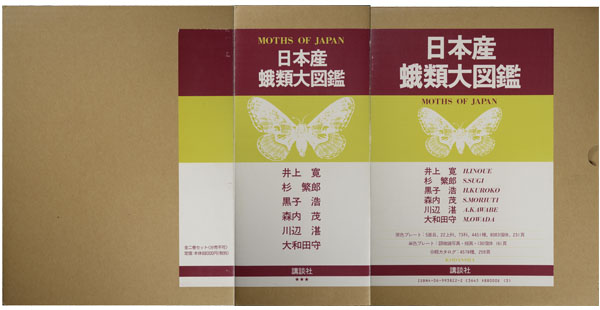 MOTHS OF JAPAN
日本産
蛾類大図鑑
井上 寛
杉 繁郎
黒子 浩
森内 茂
川辺 湛
大和田守
講談社
★★★
日本産
蛾類大図鑑
MOTHS OF JAPAN
井上 寛 H.INOUE
杉 繁郎 S.SUGI
黒子 浩 H.KUROKO
森内 茂 S.MORIUTI
川辺 湛 A.KAWABE
大和田守 M.OWADA
KODANSHA
講談社